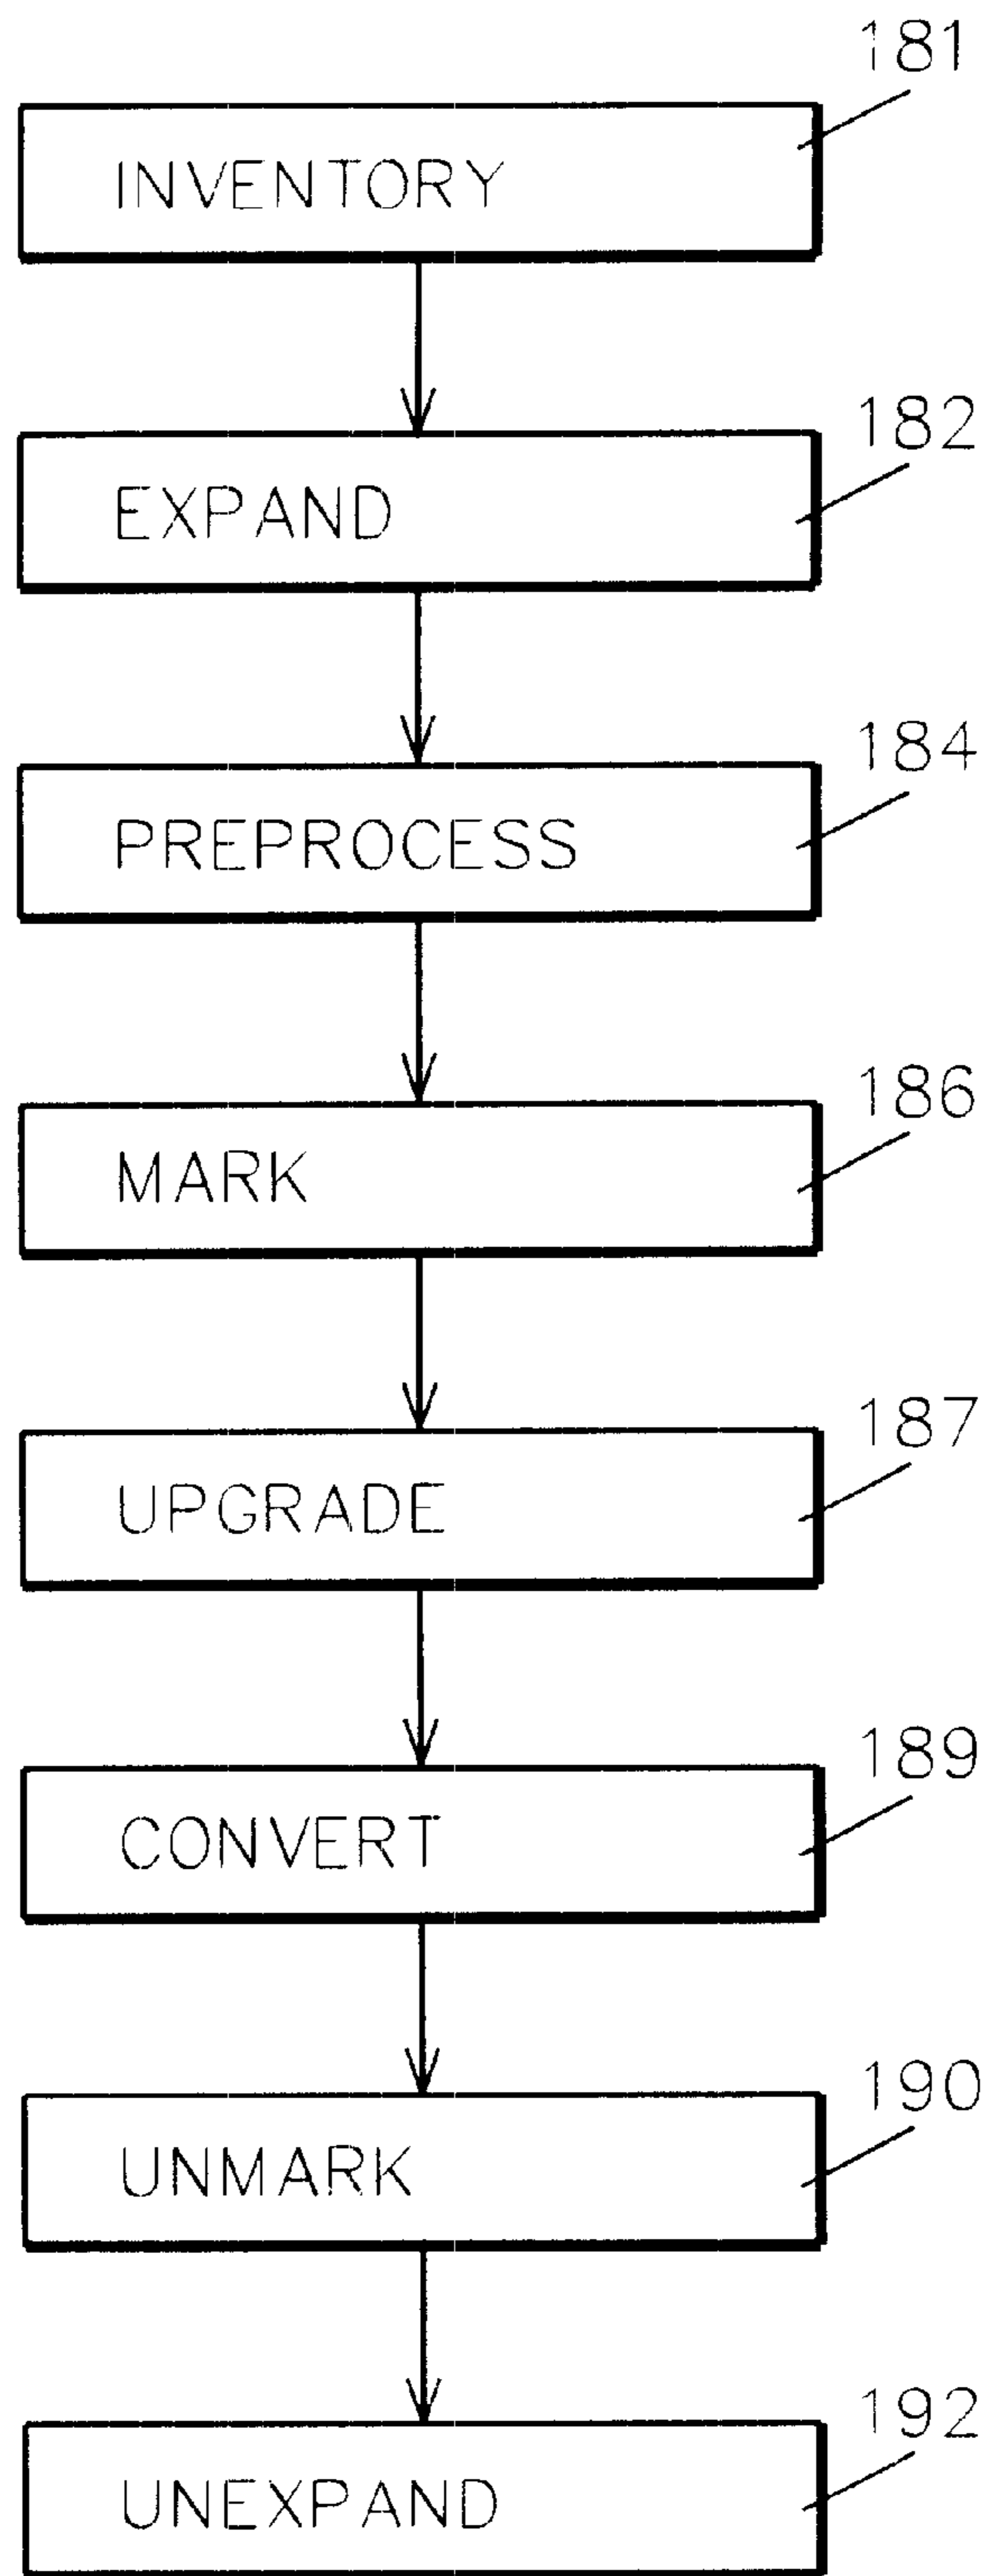 181
INVENTORY
182
EXPAND
184
PREPROCESS
186
MARK
187
UPGRADE
189
CONVERT
190
UNMARK
192
UNEXPAND